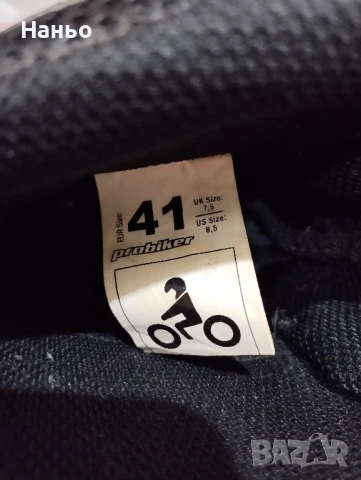 Наньо
EUR Size:
41
UK Size:
7,5
US Size:
8,5
probiker
BAZAR